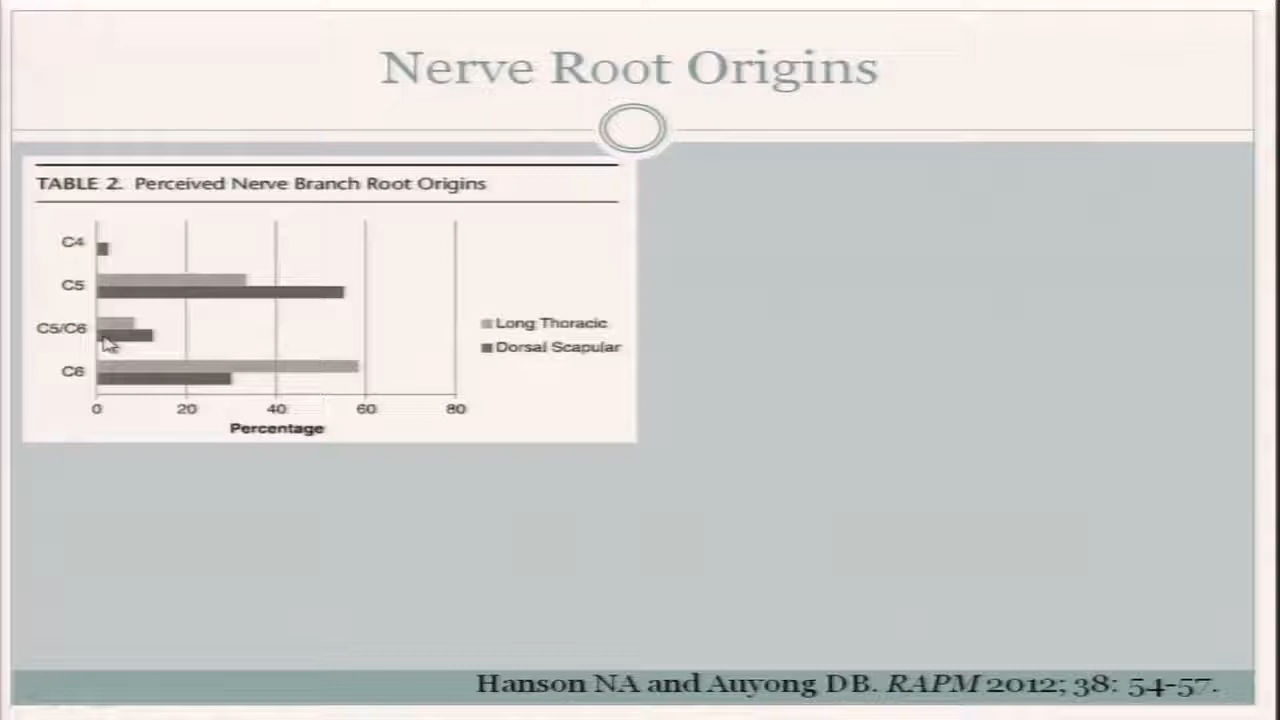 Nerve Root Origins
TABLE 2. Perceived Nerve Branch Root Origins
C4
C5
C5/C6
C6
Long Thoracic
Dorsal Scapular
0 20 40 60 80
Percentage
Hanson NA and Auyong DB. RAPM 2012; 38: 54-57.